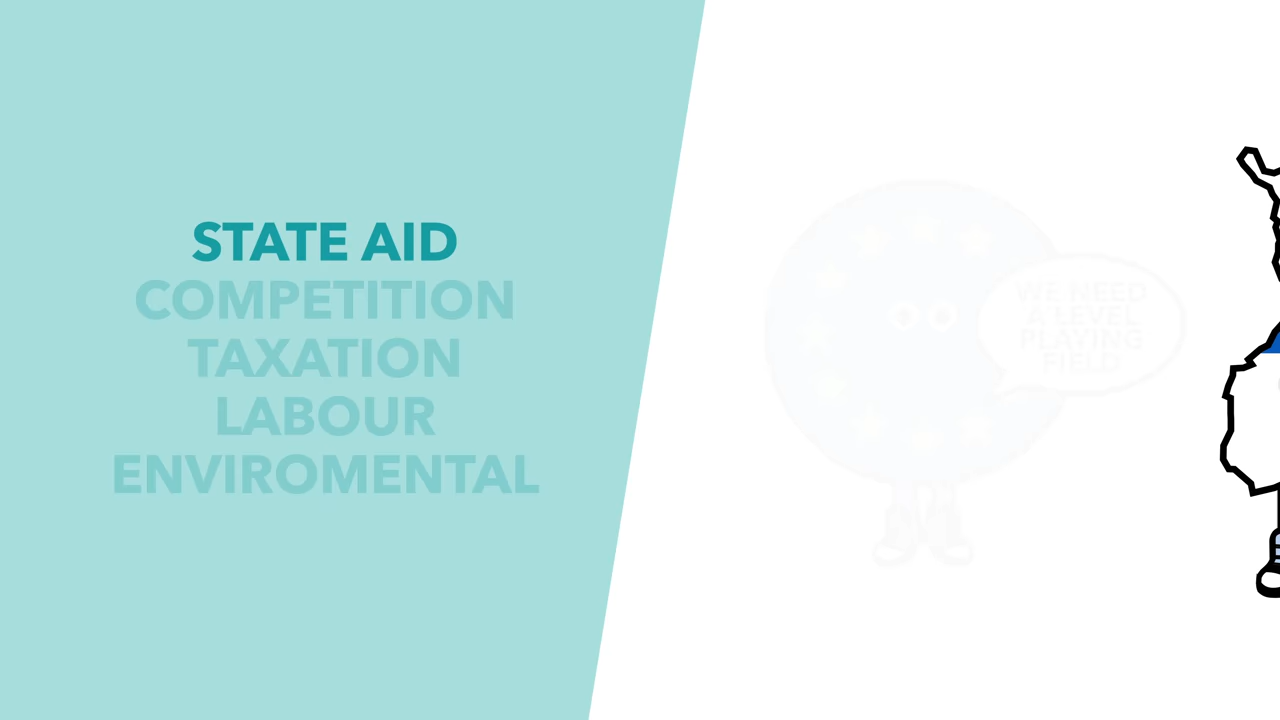 STATE AID
COMPETITION
TAXATION
LABOUR
ENVIROMENTAL
WE NEED
A LEVEL
PLAYING
FIELD